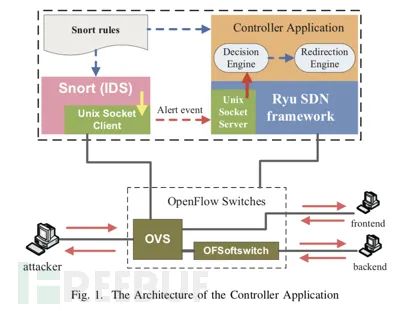 Snort rules
Controller Application
Decision
Engine
Redirection
Engine
Snort (IDS)
Unix Socket
Client
Alert event
Unix
Socket
Server
Ryu SDN
framework
OpenFlow Switches
OVS
OFSoftswitch
attacker
frontend
backend
FREEBUF
Fig. 1. The Architecture of the Controller Application